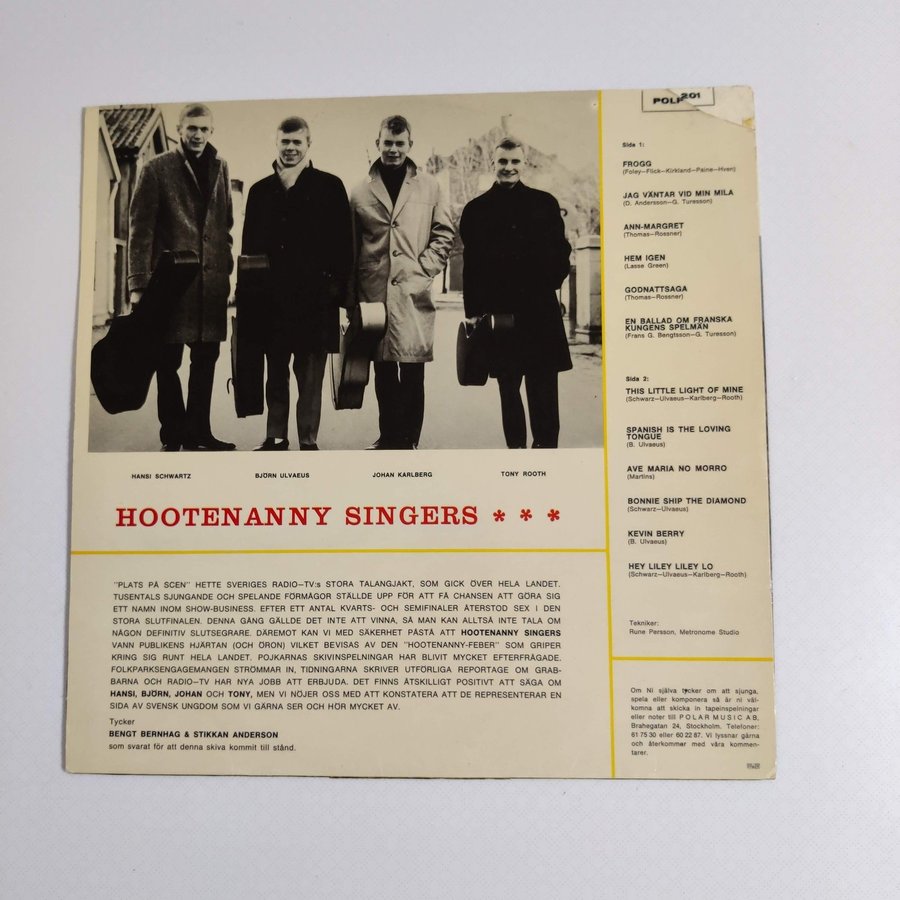 HANSI SCHWARTZ
BJÖRN ULVAEUS
JOHAN KARLBERG
TONY ROOTH
HOOTENANNY SINGERS * * *
"PLATS PÅ SCEN" HETTE SVERIGES RADIO-TV:s STORA TALANGJAKT, SOM GICK ÖVER HELA LANDET.
TUSENTALS SJUNGANDE OCH SPELANDE FÖRMÅGOR STÄLLDE UPP FÖR ATT FÅ CHANSEN ATT GÖRA SIG
ETT NAMN INOM SHOW-BUSINESS. EFTER ETT ANTAL KVARTS- OCH SEMIFINALER ÅTERSTOD SEX I DEN
STORA SLUTFINALEN. DENNA GÅNG GÄLLDE DET INTE ATT VINNA, SÅ MAN KAN ALLTSÅ INTE TALA OM
NÅGON DEFINITIV SLUTSEGRARE. DÄREMOT KAN VI MED SÄKERHET PÅSTÅ ATT HOOTENANNY SINGERS
VANN PUBLIKENS HJÄRTAN (OCH ÖRON) VILKET BEVISAS AV DEN "HOOTENANNY-FEBER" SOM GRIPER
KRING SIG RUNT HELA LANDET. POJKARNAS SKIVINSPELNINGAR HAR BLIVIT MYCKET EFTERFRÅGADE.
FOLKPARKSENGAGEMANGEN STRÖMMAR IN, TIDNINGARNA SKRIVER UTFÖRLIGA REPORTAGE OM GRAB-
BARNA OCH RADIO-TV HAR NYA JOBB ATT ERBJUDA. DET FINNS ÅTSKILLIGT POSITIVT ATT SÄGA OM
HANSI, BJÖRN, JOHAN OCH TONY, MEN VI NÖJER OSS MED ATT KONSTATERA ATT DE REPRESENTERAR EN
SIDA AV SVENSK UNGDOM SOM VI GÄRNA SER OCH HÖR MYCKET AV.
Tycker
BENGT BERNHAG & STIKKAN ANDERSON
som svarat för att denna skiva kommit till stånd.
201
Sida 1:
FROGG
(Foley-Flick-Kirkland-Paine-Hven)
JAG VÄNTAR VID MIN MILA
(D. Andersson-G. Turesson)
ANN-MARGRET
(Thomas-Rossner)
HEM IGEN
(Lasse Green)
GODNATTSAGA
(Thomas-Rossner)
EN BALLAD OM FRANSKA
KUNGENS SPELMÄN
(Frans G. Bengtsson-G. Turesson)
Sida 2:
THIS LITTLE LIGHT OF MINE
(Schwarz-Ulvaeus-Karlberg-Rooth)
SPANISH IS THE LOVING
TONGUE
(B. Ulvaeus)
AVE MARIA NO MORRO
(Martins)
BONNIE SHIP THE DIAMOND
(Schwarz-Ulvaeus)
KEVIN BERRY
(B. Ulvaeus)
HEY LILEY LILEY LO
(Schwarz-Ulvaeus-Karlberg-Rooth)
Tekniker:
Rune Persson, Metronome Studio
Om Ni själva tycker om att sjunga,
spela eller komponera så är ni väl-
komna att skicka in tapeinspelningar
eller noter till POLAR MUSIC AB,
Brahegatan 24, Stockholm. Telefoner:
61 75 30 eller 60 22 87. Vi lyssnar gärna
och återkommer med våra kommen-
tarer.